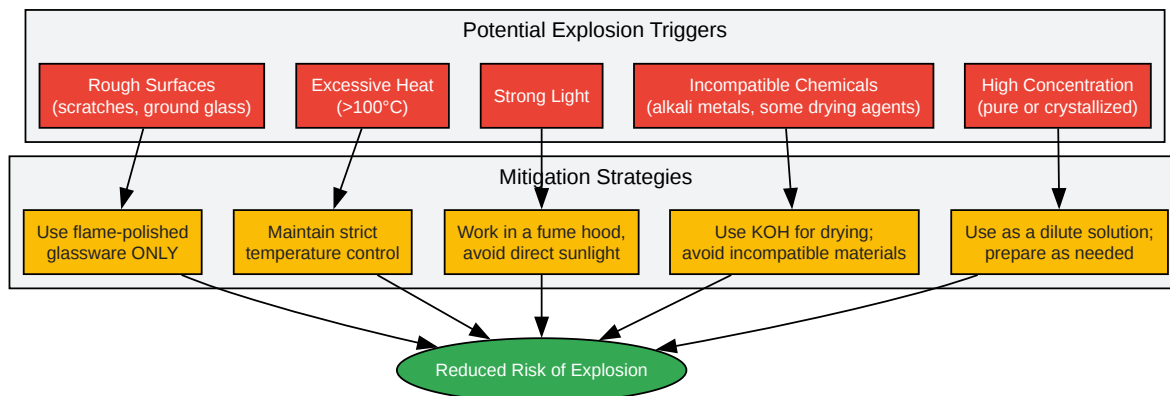 Potential Explosion Triggers
Rough Surfaces
(scratches, ground glass)
Excessive Heat
(>100°C)
Strong Light
Incompatible Chemicals
(alkali metals, some drying agents)
High Concentration
(pure or crystallized)
Mitigation Strategies
Use flame-polished
glassware ONLY
Maintain strict
temperature control
Work in a fume hood,
avoid direct sunlight
Use KOH for drying;
avoid incompatible materials
Use as a dilute solution;
prepare as needed
Reduced Risk of Explosion